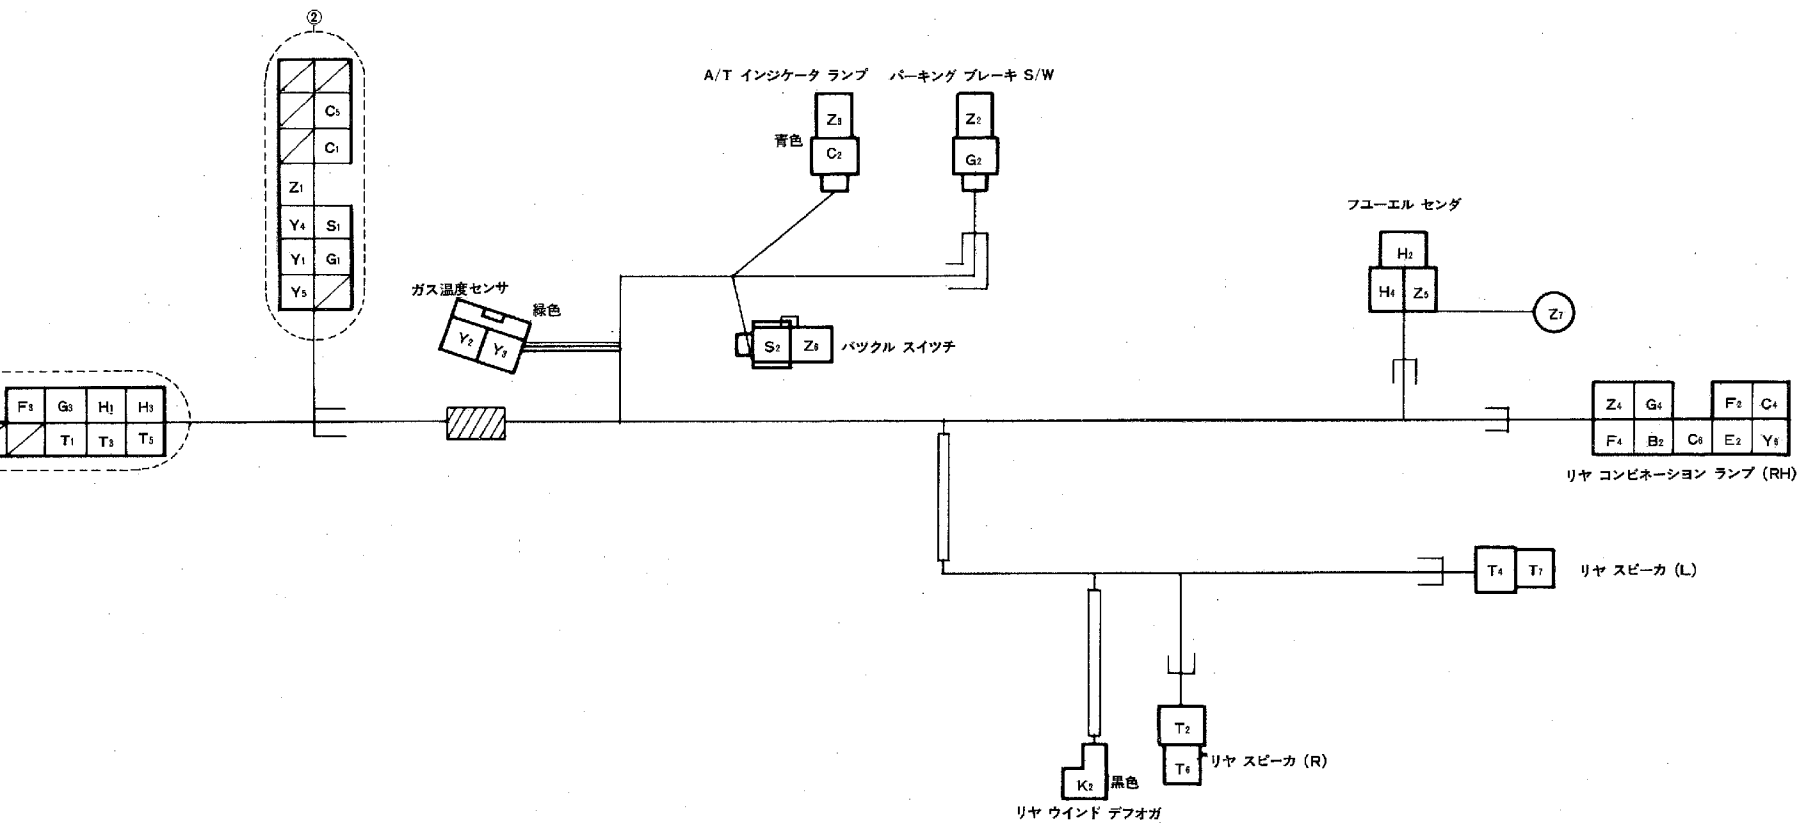 ②
C5
C1
Z1
Y4 S1
Y1 G1
Y5
F3 G3 H1 H3
T1 T3 T5
A/T インジケータ ランプ
Z3
青色
C2
パーキング ブレーキ S/W
Z2
G2
ガス温度センサ
緑色
Y2 Y3
S2 Z6
バツクル スイツチ
フユーエル センダ
H2
H4 Z5
Z7
Z4 G4 F2 C4
F4 B2 C6 E2 Y6
リヤ コンビネーシヨン ランプ (RH)
T4 T7
リヤ スピーカ (L)
T2
T6
リヤ スピーカ (R)
K2
黒色
リヤ ウインド デフオガ